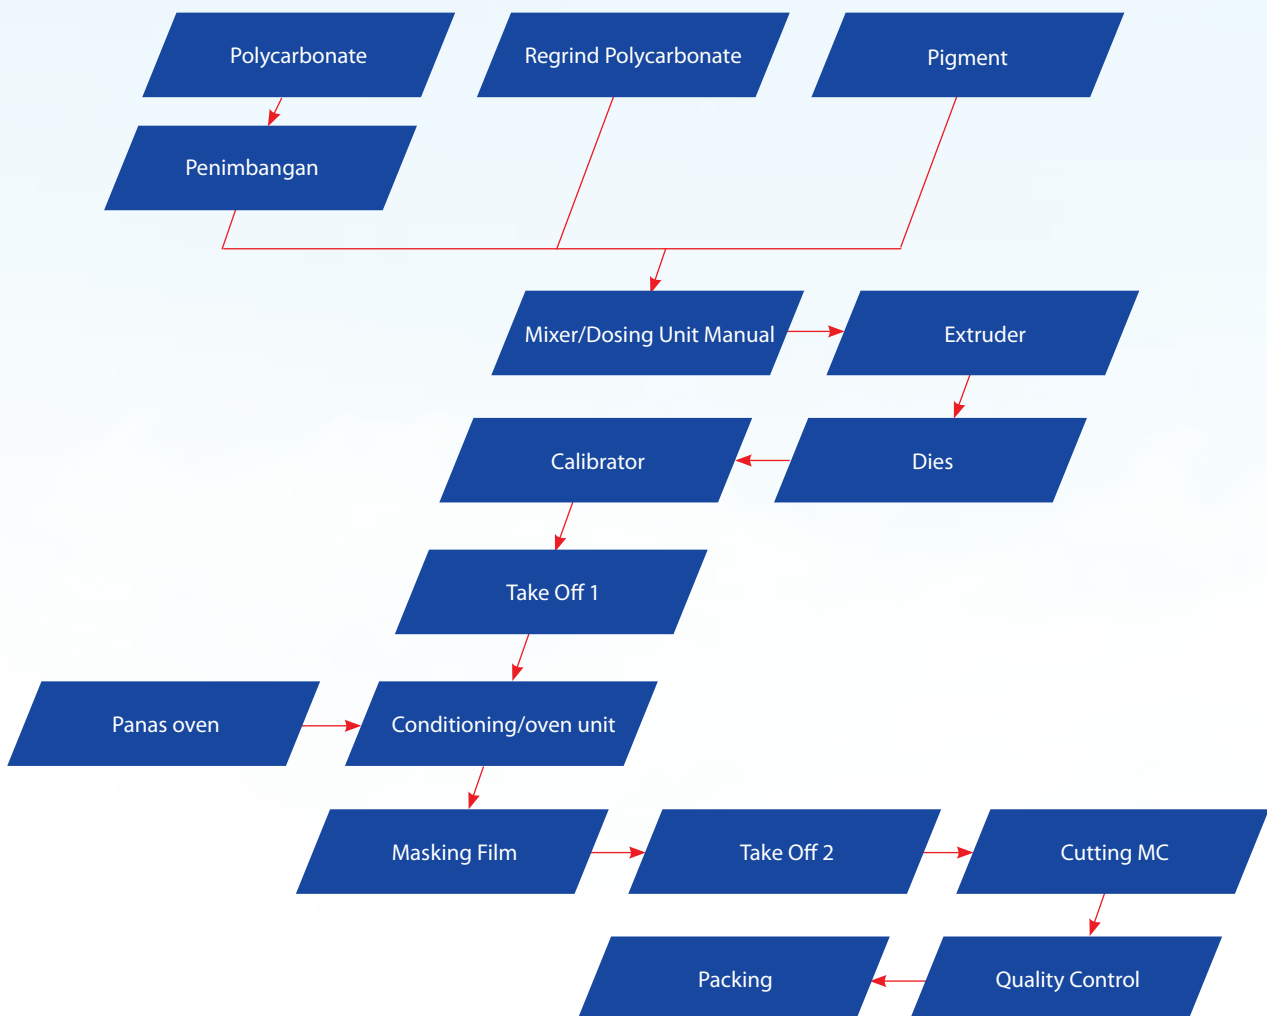 Polycarbonate
Regrind Polycarbonate
Pigment
Penimbangan
Mixer/Dosing Unit Manual
Extruder
Calibrator
Dies
Take Off 1
Panas oven
Conditioning/oven unit
Masking Film
Take Off 2
Cutting MC
Packing
Quality Control